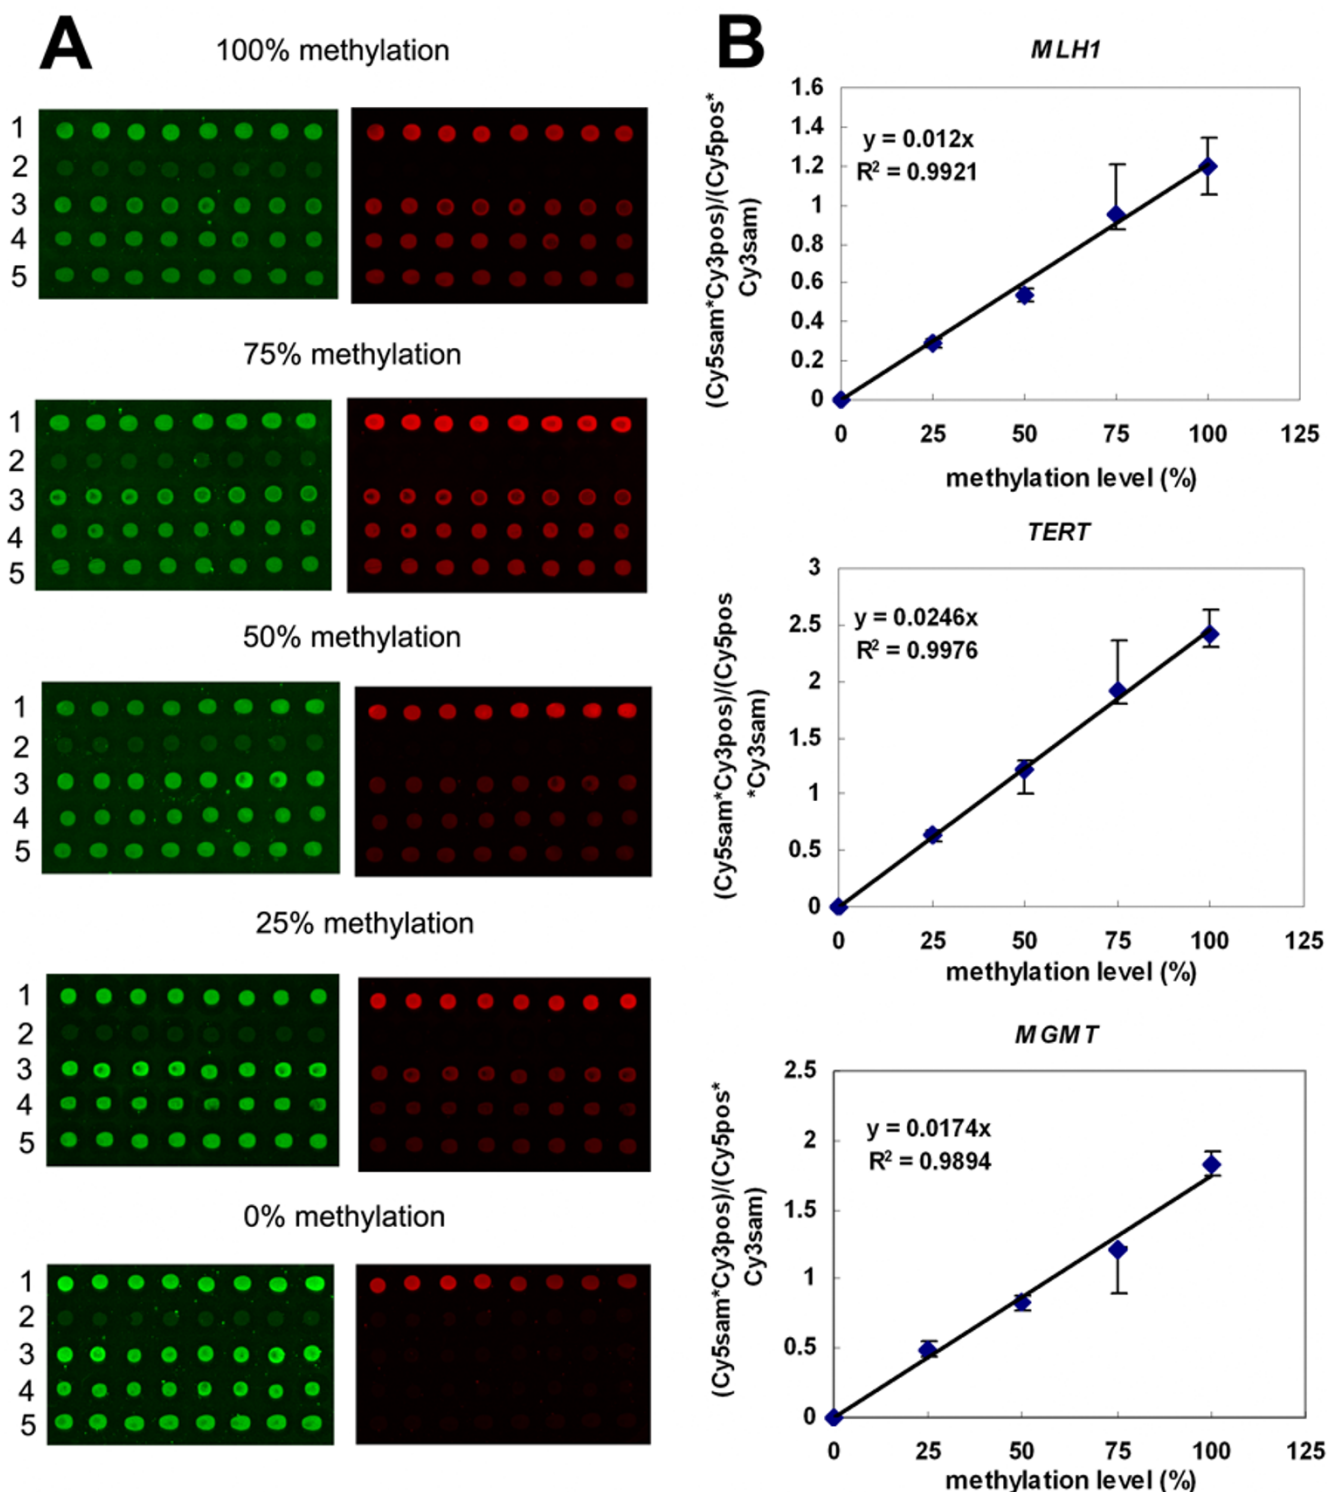 A
100% methylation
1
2
3
4
5
75% methylation
1
2
3
4
5
50% methylation
1
2
3
4
5
25% methylation
1
2
3
4
5
0% methylation
1
2
3
4
5
B
MLH1
(Cy5sam*Cy3pos)/(Cy5pos*
Cy3sam)
1.6
1.4
1.2
1
0.8
0.6
0.4
0.2
0
y = 0.012x
R² = 0.9921
0 25 50 75 100 125
methylation level (%)
TERT
(Cy5sam*Cy3pos)/(Cy5pos
*Cy3sam)
3
2.5
2
1.5
1
0.5
0
y = 0.0246x
R² = 0.9976
0 25 50 75 100 125
methylation level (%)
MGMT
(Cy5sam*Cy3pos)/(Cy5pos*
Cy3sam)
2.5
2
1.5
1
0.5
0
y = 0.0174x
R² = 0.9894
0 25 50 75 100 125
methylation level (%)